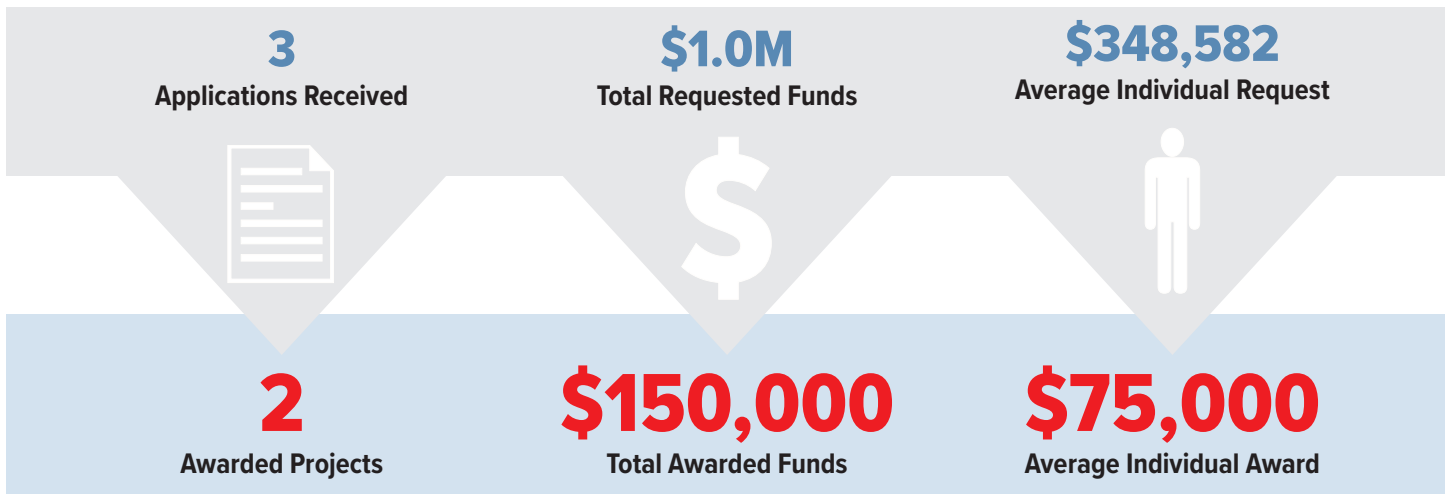 3
Applications Received
$1.0M
Total Requested Funds
$348,582
Average Individual Request
$
2
Awarded Projects
$150,000
Total Awarded Funds
$75,000
Average Individual Award